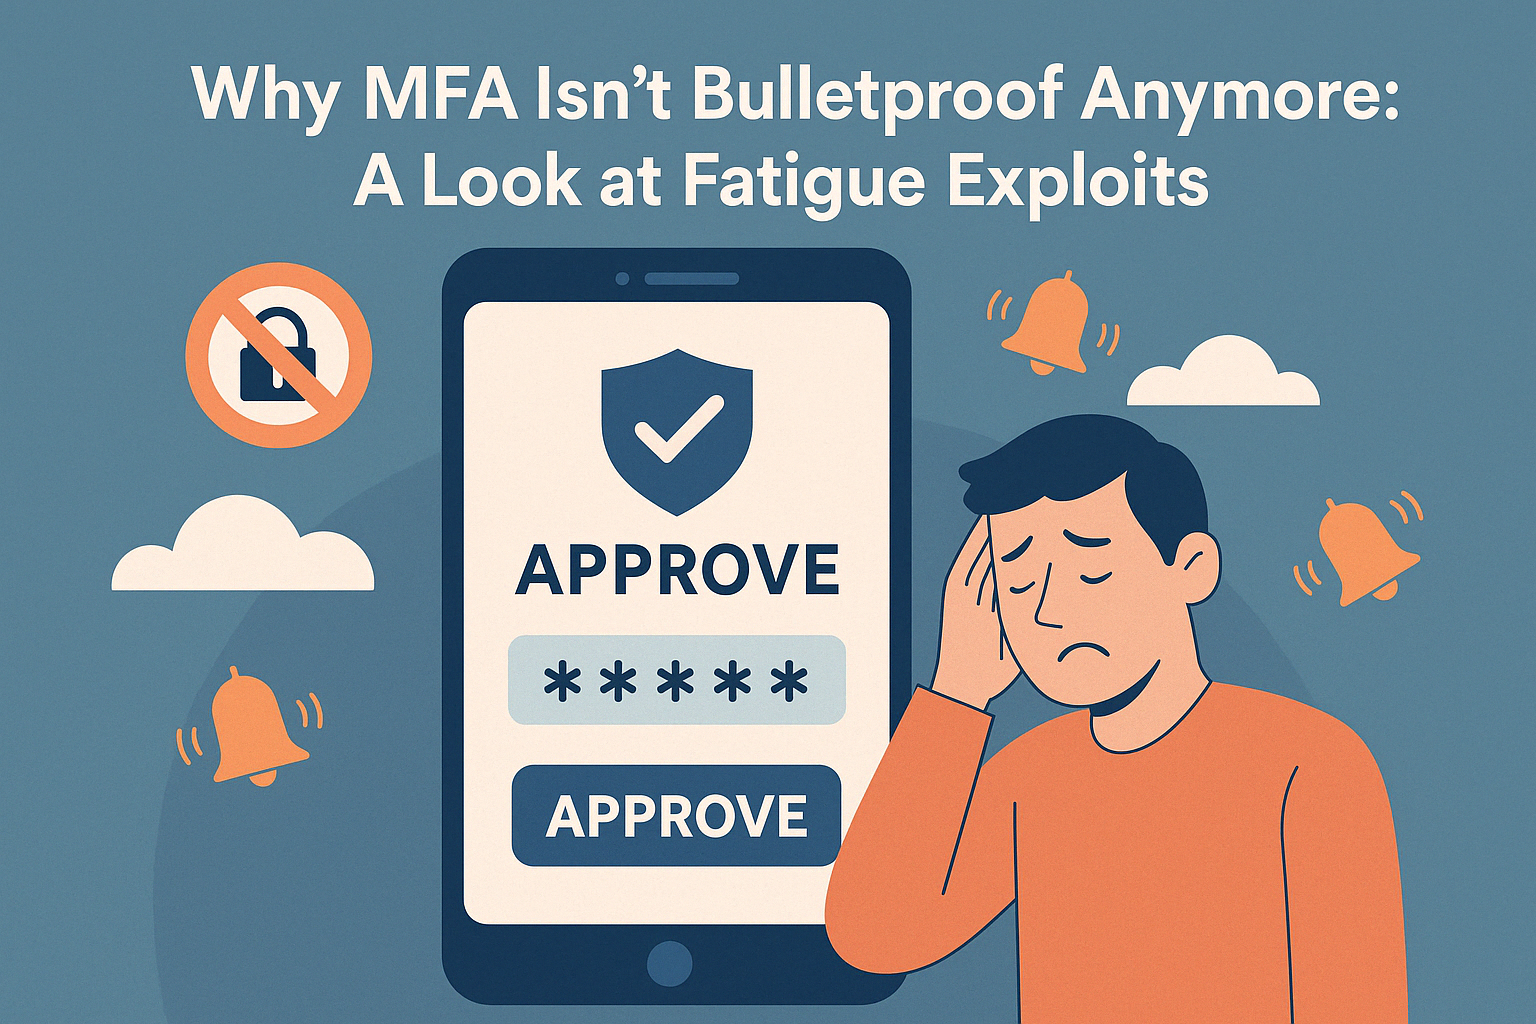 Why MFA Isn’t Bulletproof Anymore:
A Look at Fatigue Exploits
APPROVE
*****
APPROVE